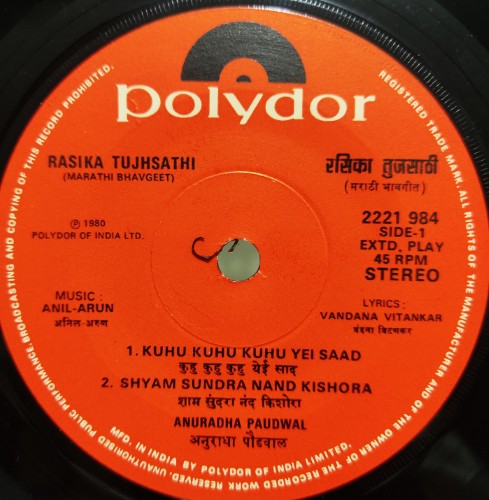 polydor
RASIKA TUJHSATHI
(MARATHI BHAVGEET)
रसिका तुजसाठी
(मराठी भावगीत)
℗ 1980
POLYDOR OF INDIA LTD.
2221 984
SIDE-1
EXTD. PLAY
45 RPM
STEREO
MUSIC :
ANIL-ARUN
अनिल-अरुण
LYRICS :
VANDANA VITANKAR
वंदना विटणकर
1. KUHU KUHU KUHU YEI SAAD
कुहु कुहु कुहु येई साद
2. SHYAM SUNDRA NAND KISHORA
शाम सुंदरा नंद किशोरा
ANURADHA PAUDWAL
अनुराधा पौडवाल
MFD. IN INDIA BY POLYDOR OF INDIA LIMITED.
REGISTERED TRADE MARK. ALL RIGHTS OF THE MANUFACTURER AND OF THE OWNER OF THE RECORDED WORK RESERVED. UNAUTHORISED PUBLIC PERFORMANCE, BROADCASTING AND COPYING OF THIS RECORD PROHIBITED.